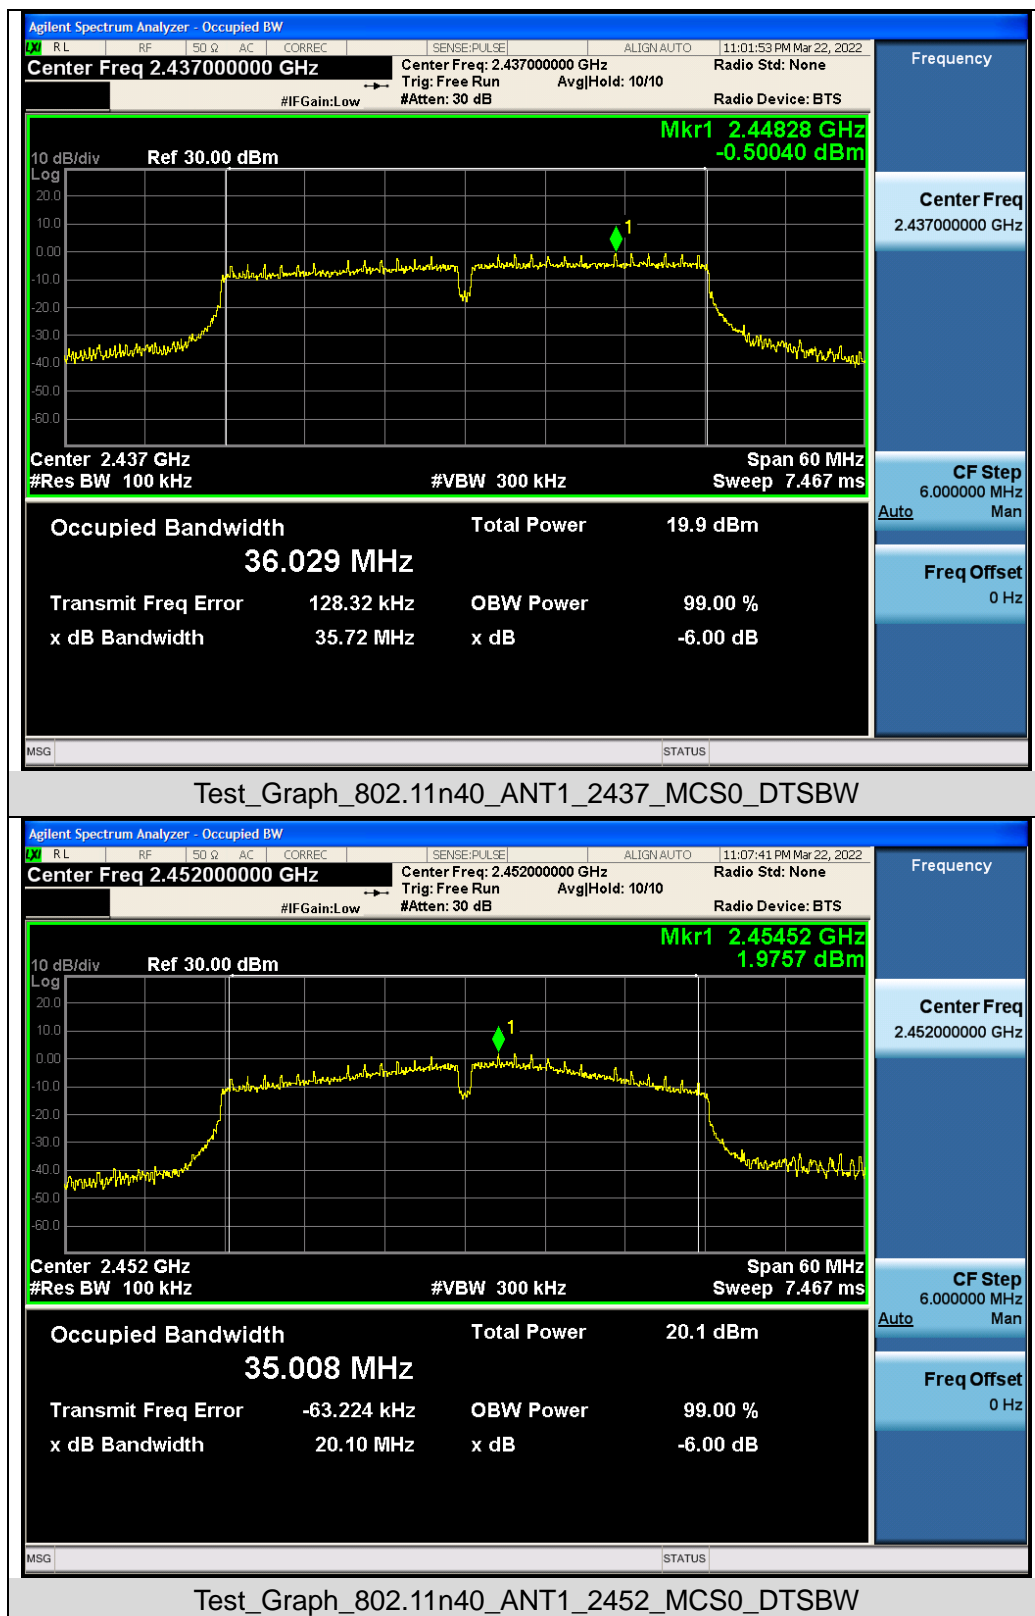 Agilent Spectrum Analyzer - Occupied BW
LXI RL RF 50 Ω AC CORREC SENSE:PULSE ALIGN AUTO 11:01:53 PM Mar 22, 2022
Center Freq 2.437000000 GHz Center Freq: 2.437000000 GHz Radio Std: None Frequency
Trig: Free Run Avg|Hold: 10/10
#IFGain:Low #Atten: 30 dB Radio Device: BTS
Mkr1 2.44828 GHz
-0.50040 dBm
10 dB/div Ref 30.00 dBm
Log
20.0
10.0
0.00
-10.0
-20.0
-30.0
-40.0
-50.0
-60.0
1
Center Freq
2.437000000 GHz
Center 2.437 GHz Span 60 MHz
#Res BW 100 kHz #VBW 300 kHz Sweep 7.467 ms
CF Step
6.000000 MHz
Auto Man
Occupied Bandwidth Total Power 19.9 dBm
36.029 MHz
Freq Offset
0 Hz
Transmit Freq Error 128.32 kHz OBW Power 99.00 %
x dB Bandwidth 35.72 MHz x dB -6.00 dB
MSG STATUS
Test_Graph_802.11n40_ANT1_2437_MCS0_DTSBW
Agilent Spectrum Analyzer - Occupied BW
LXI RL RF 50 Ω AC CORREC SENSE:PULSE ALIGN AUTO 11:07:41 PM Mar 22, 2022
Center Freq 2.452000000 GHz Center Freq: 2.452000000 GHz Radio Std: None Frequency
Trig: Free Run Avg|Hold: 10/10
#IFGain:Low #Atten: 30 dB Radio Device: BTS
Mkr1 2.45452 GHz
1.9757 dBm
10 dB/div Ref 30.00 dBm
Log
20.0
10.0
0.00
-10.0
-20.0
-30.0
-40.0
-50.0
-60.0
1
Center Freq
2.452000000 GHz
Center 2.452 GHz Span 60 MHz
#Res BW 100 kHz #VBW 300 kHz Sweep 7.467 ms
CF Step
6.000000 MHz
Auto Man
Occupied Bandwidth Total Power 20.1 dBm
35.008 MHz
Freq Offset
0 Hz
Transmit Freq Error -63.224 kHz OBW Power 99.00 %
x dB Bandwidth 20.10 MHz x dB -6.00 dB
MSG STATUS
Test_Graph_802.11n40_ANT1_2452_MCS0_DTSBW